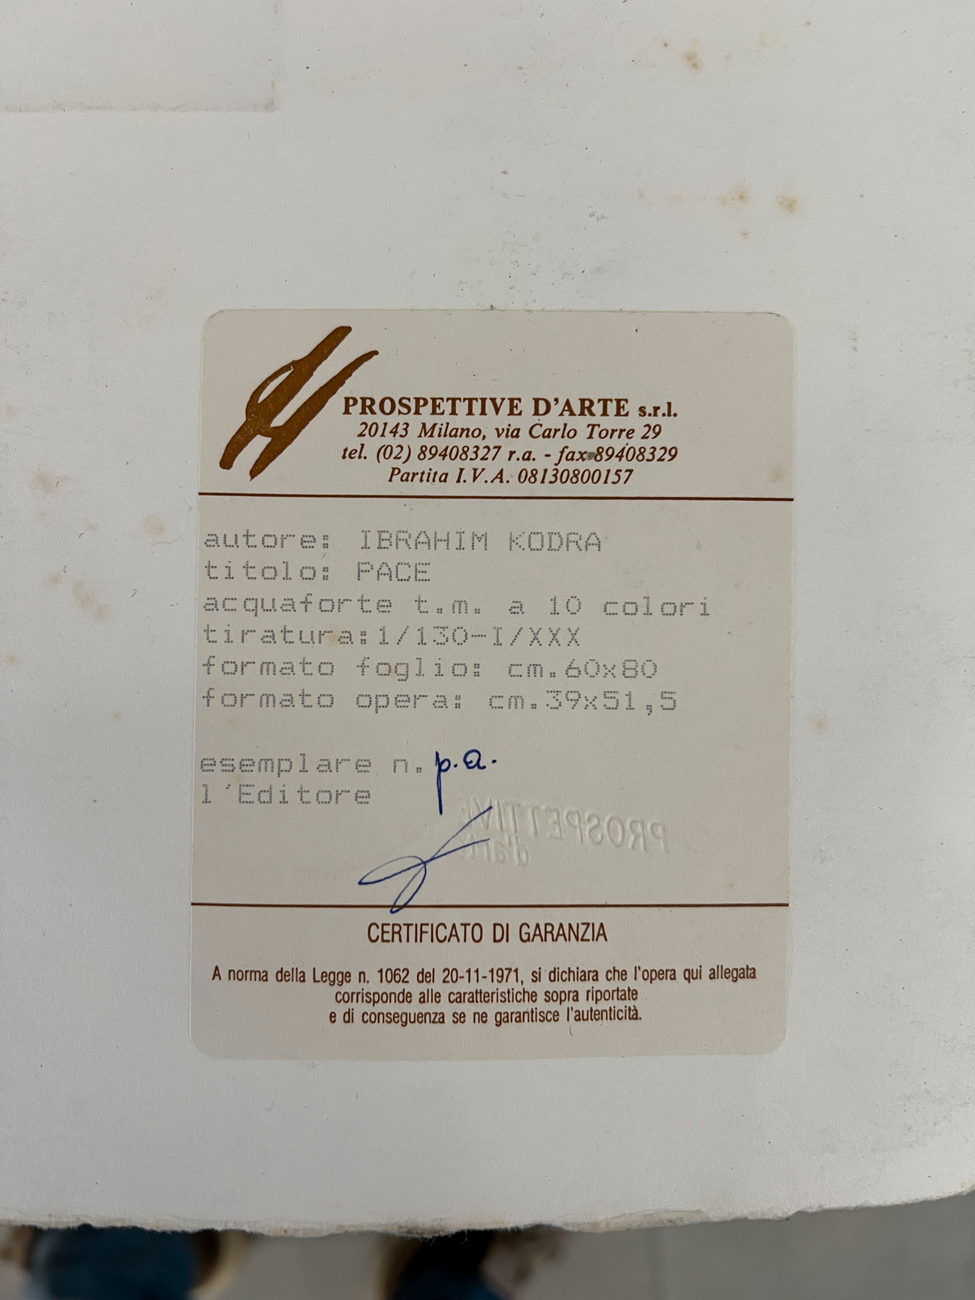 PROSPETTIVE D'ARTE s.r.l.
20143 Milano, via Carlo Torre 29
tel. (02) 89408327 r.a. - fax 89408329
Partita I.V.A. 08130800157
autore: IBRAHIM KODRA
titolo: PACE
acquaforte t.m. a 10 colori
tiratura:1/130-I/XXX
formato foglio: cm.60x80
formato opera: cm.39x51,5
esemplare n. p.a.
l'Editore
PROSPETTIVE
d'arte
CERTIFICATO DI GARANZIA
A norma della Legge n. 1062 del 20-11-1971, si dichiara che l'opera qui allegata
corrisponde alle caratteristiche sopra riportate
e di conseguenza se ne garantisce l'autenticità.